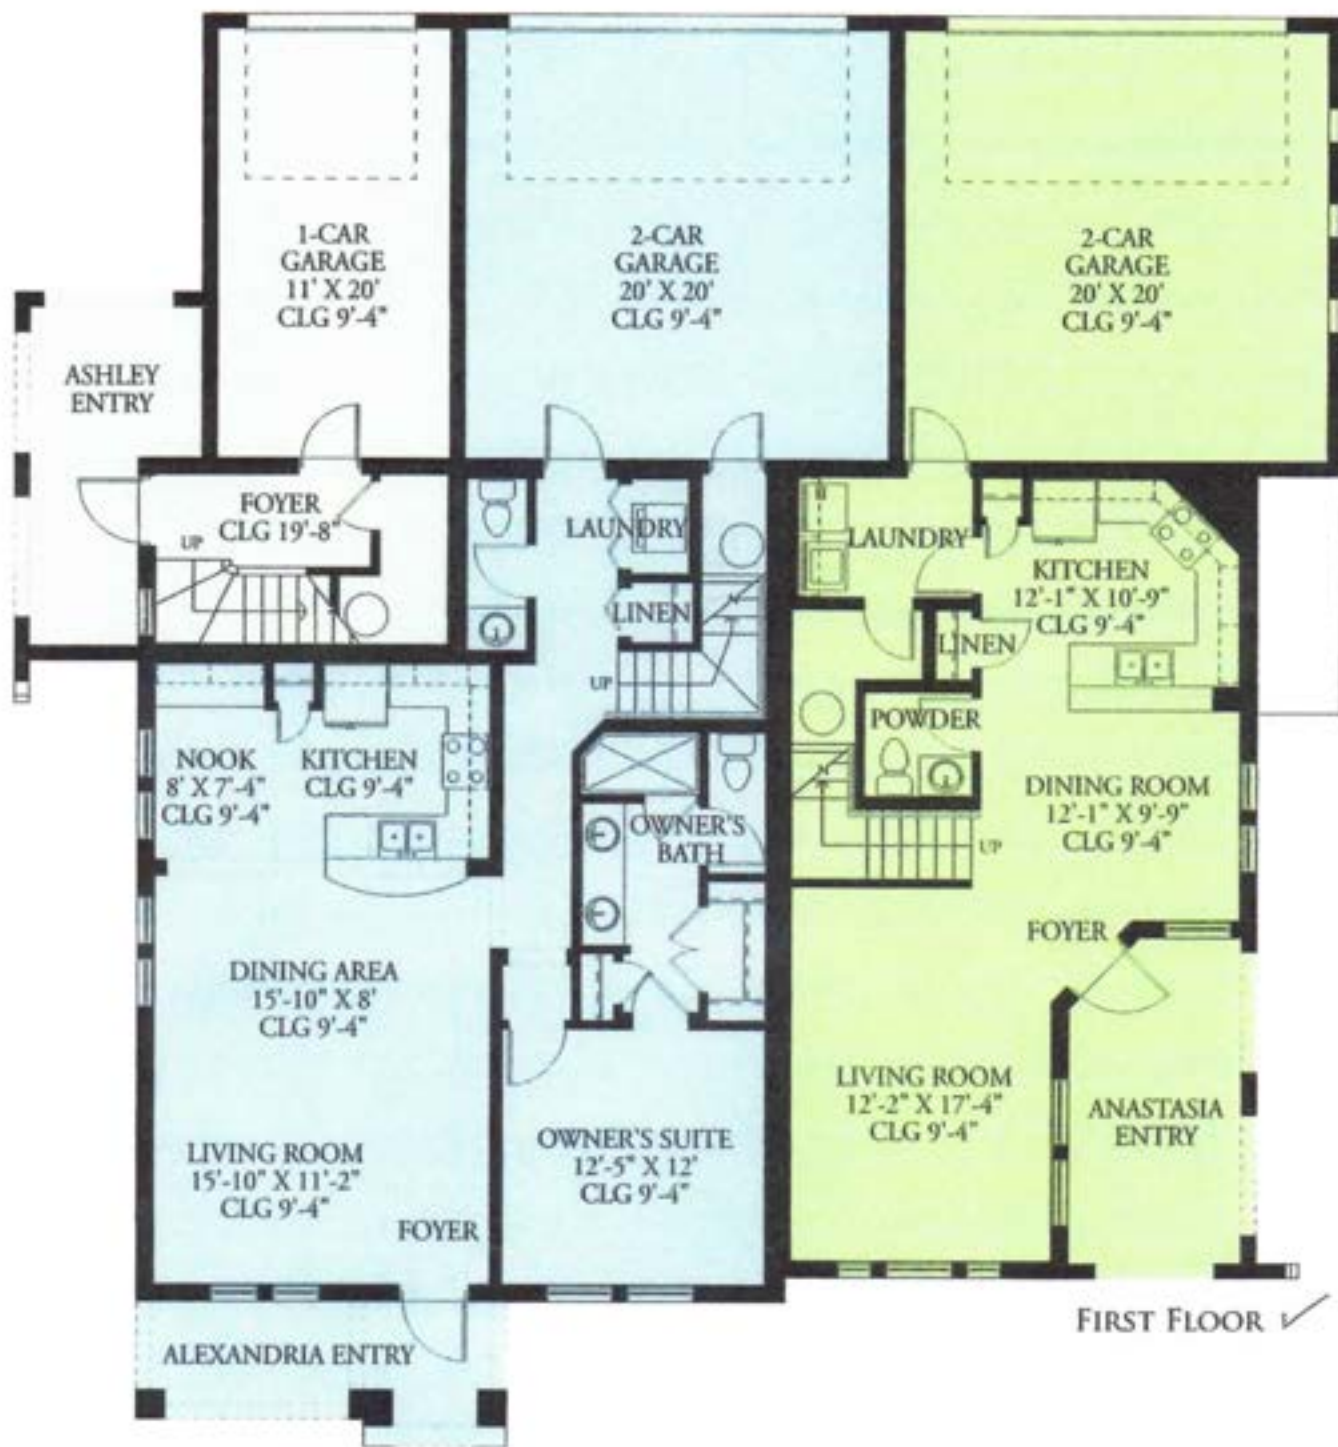 1-CAR
GARAGE
11' X 20'
CLG 9'-4"
2-CAR
GARAGE
20' X 20'
CLG 9'-4"
2-CAR
GARAGE
20' X 20'
CLG 9'-4"
ASHLEY
ENTRY
FOYER
CLG 19'-8"
UP
LAUNDRY
LINEN
UP
LAUNDRY
KITCHEN
12'-1" X 10'-9"
CLG 9'-4"
LINEN
POWDER
NOOK
8' X 7'-4"
CLG 9'-4"
KITCHEN
CLG 9'-4"
OWNER'S
BATH
DINING ROOM
12'-1" X 9'-9"
CLG 9'-4"
UP
FOYER
DINING AREA
15'-10" X 8'
CLG 9'-4"
LIVING ROOM
12'-2" X 17'-4"
CLG 9'-4"
ANASTASIA
ENTRY
LIVING ROOM
15'-10" X 11'-2"
CLG 9'-4"
OWNER'S SUITE
12'-5" X 12'
CLG 9'-4"
FOYER
FIRST FLOOR
ALEXANDRIA ENTRY